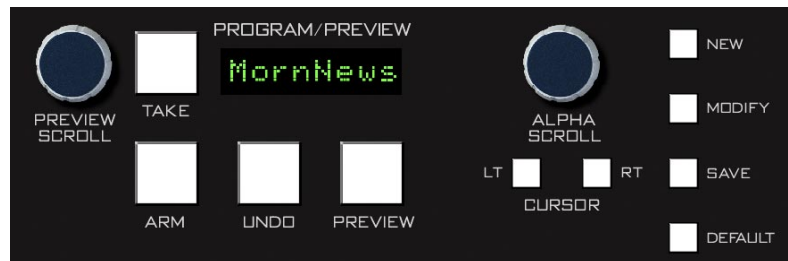 PROGRAM/PREVIEW
MornNews
PREVIEW
SCROLL
TAKE
ARM
UNDO
PREVIEW
ALPHA
SCROLL
LT
RT
CURSOR
NEW
MODIFY
SAVE
DEFAULT